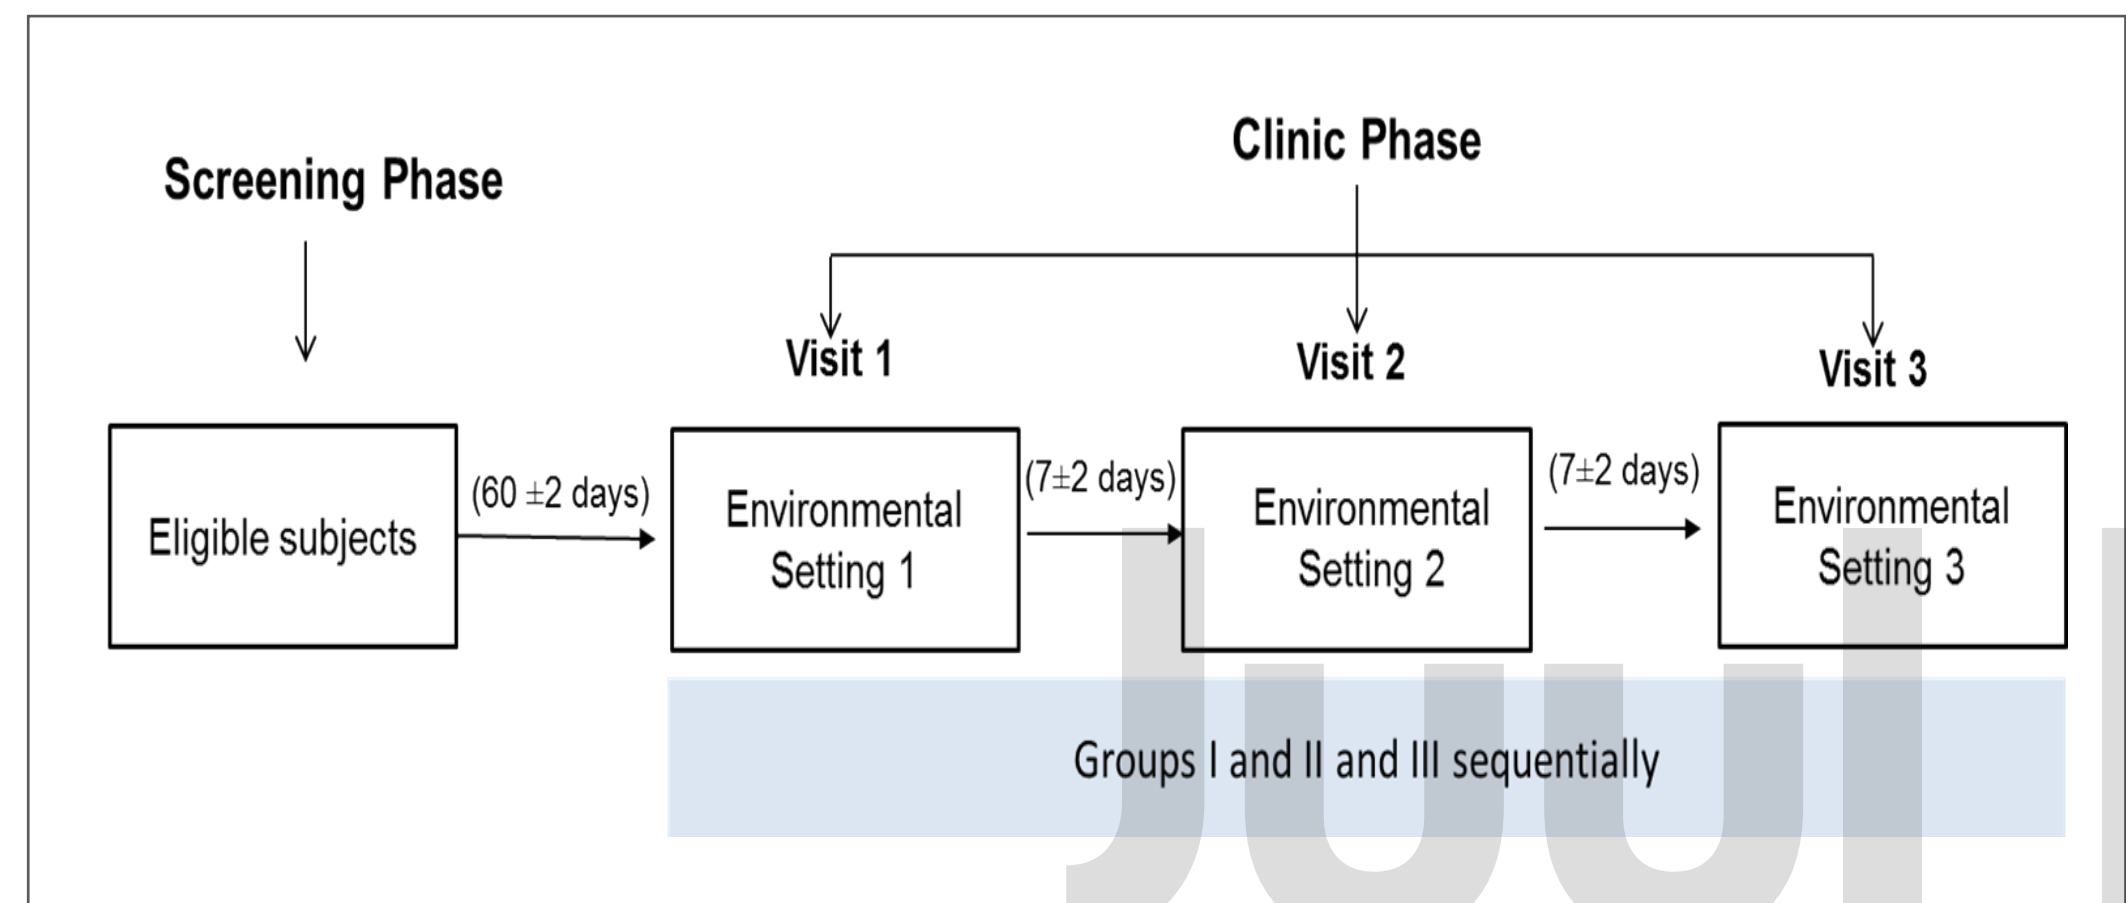 Screening Phase
Clinic Phase
Visit 1
Visit 2
Visit 3
Eligible subjects
(60 ±2 days)
Environmental
Setting 1
(7±2 days)
Environmental
Setting 2
(7±2 days)
Environmental
Setting 3
Groups I and II and III sequentially